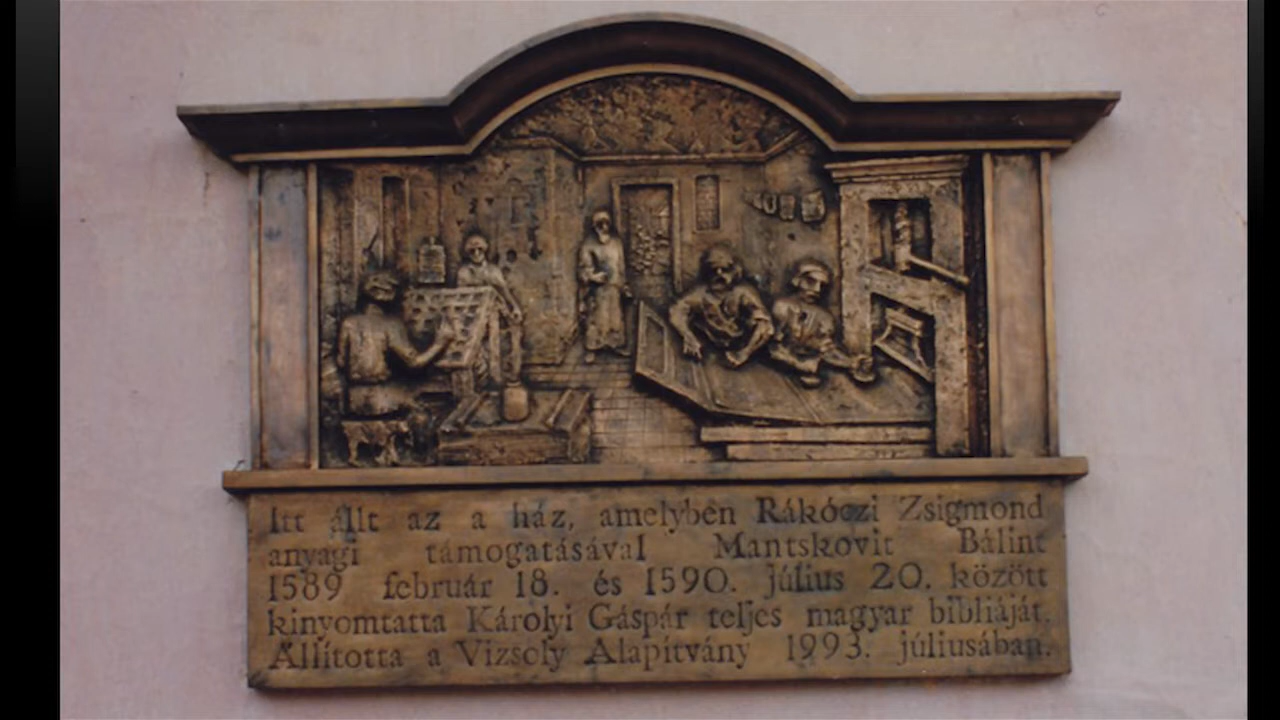 Itt állt az a ház, amelyben Rákóczi Zsigmond
anyagi támogatásával Mantskovit Bálint
1589 február 18. és 1590. július 20. között
kinyomtatta Károlyi Gáspár teljes magyar bibliáját.
Állította a Vizsoly Alapítvány 1993. júliusában.